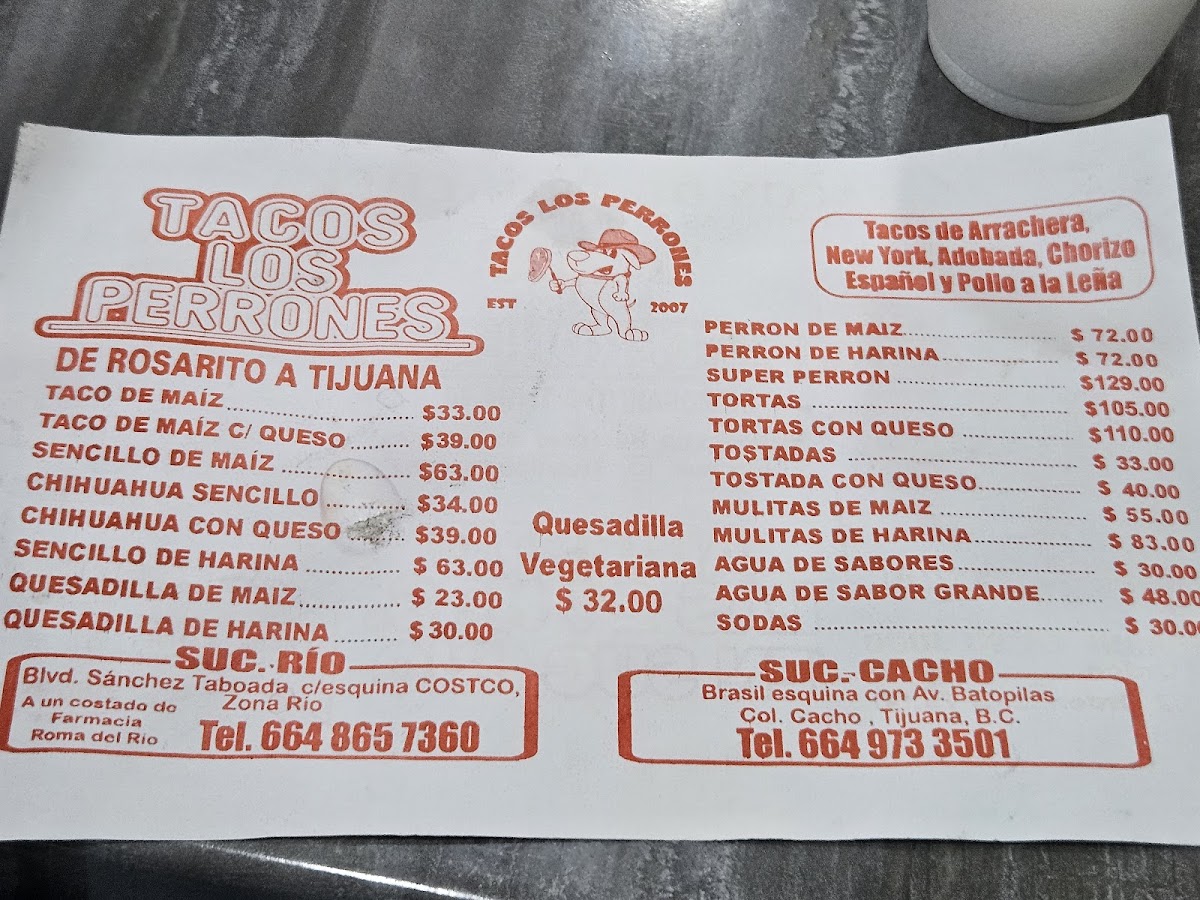 TACOS
LOS
PERRONES
DE ROSARITO A TIJUANA
TACO DE MAÍZ $33.00
TACO DE MAÍZ C/ QUESO $39.00
SENCILLO DE MAÍZ $63.00
CHIHUAHUA SENCILLO $34.00
CHIHUAHUA CON QUESO $39.00
SENCILLO DE HARINA $ 63.00
QUESADILLA DE MAIZ $ 23.00
QUESADILLA DE HARINA $ 30.00
SUC. RÍO
Blvd. Sánchez Taboada c/esquina COSTCO,
Zona Río
A un costado de
Farmacia
Roma del Río
Tel. 664 865 7360
TACOS LOS PERRONES
EST 2007
Quesadilla
Vegetariana
$ 32.00
Tacos de Arrachera,
New York, Adobada, Chorizo
Español y Pollo a la Leña
PERRON DE MAIZ $ 72.00
PERRON DE HARINA $ 72.00
SUPER PERRON $129.00
TORTAS $105.00
TORTAS CON QUESO $110.00
TOSTADAS $ 33.00
TOSTADA CON QUESO $ 40.00
MULITAS DE MAIZ $ 55.00
MULITAS DE HARINA $ 83.00
AGUA DE SABORES $ 30.00
AGUA DE SABOR GRANDE $ 48.00
SODAS $ 30.00
SUC.- CACHO
Brasil esquina con Av. Batopilas
Col. Cacho , Tijuana, B.C.
Tel. 664 973 3501